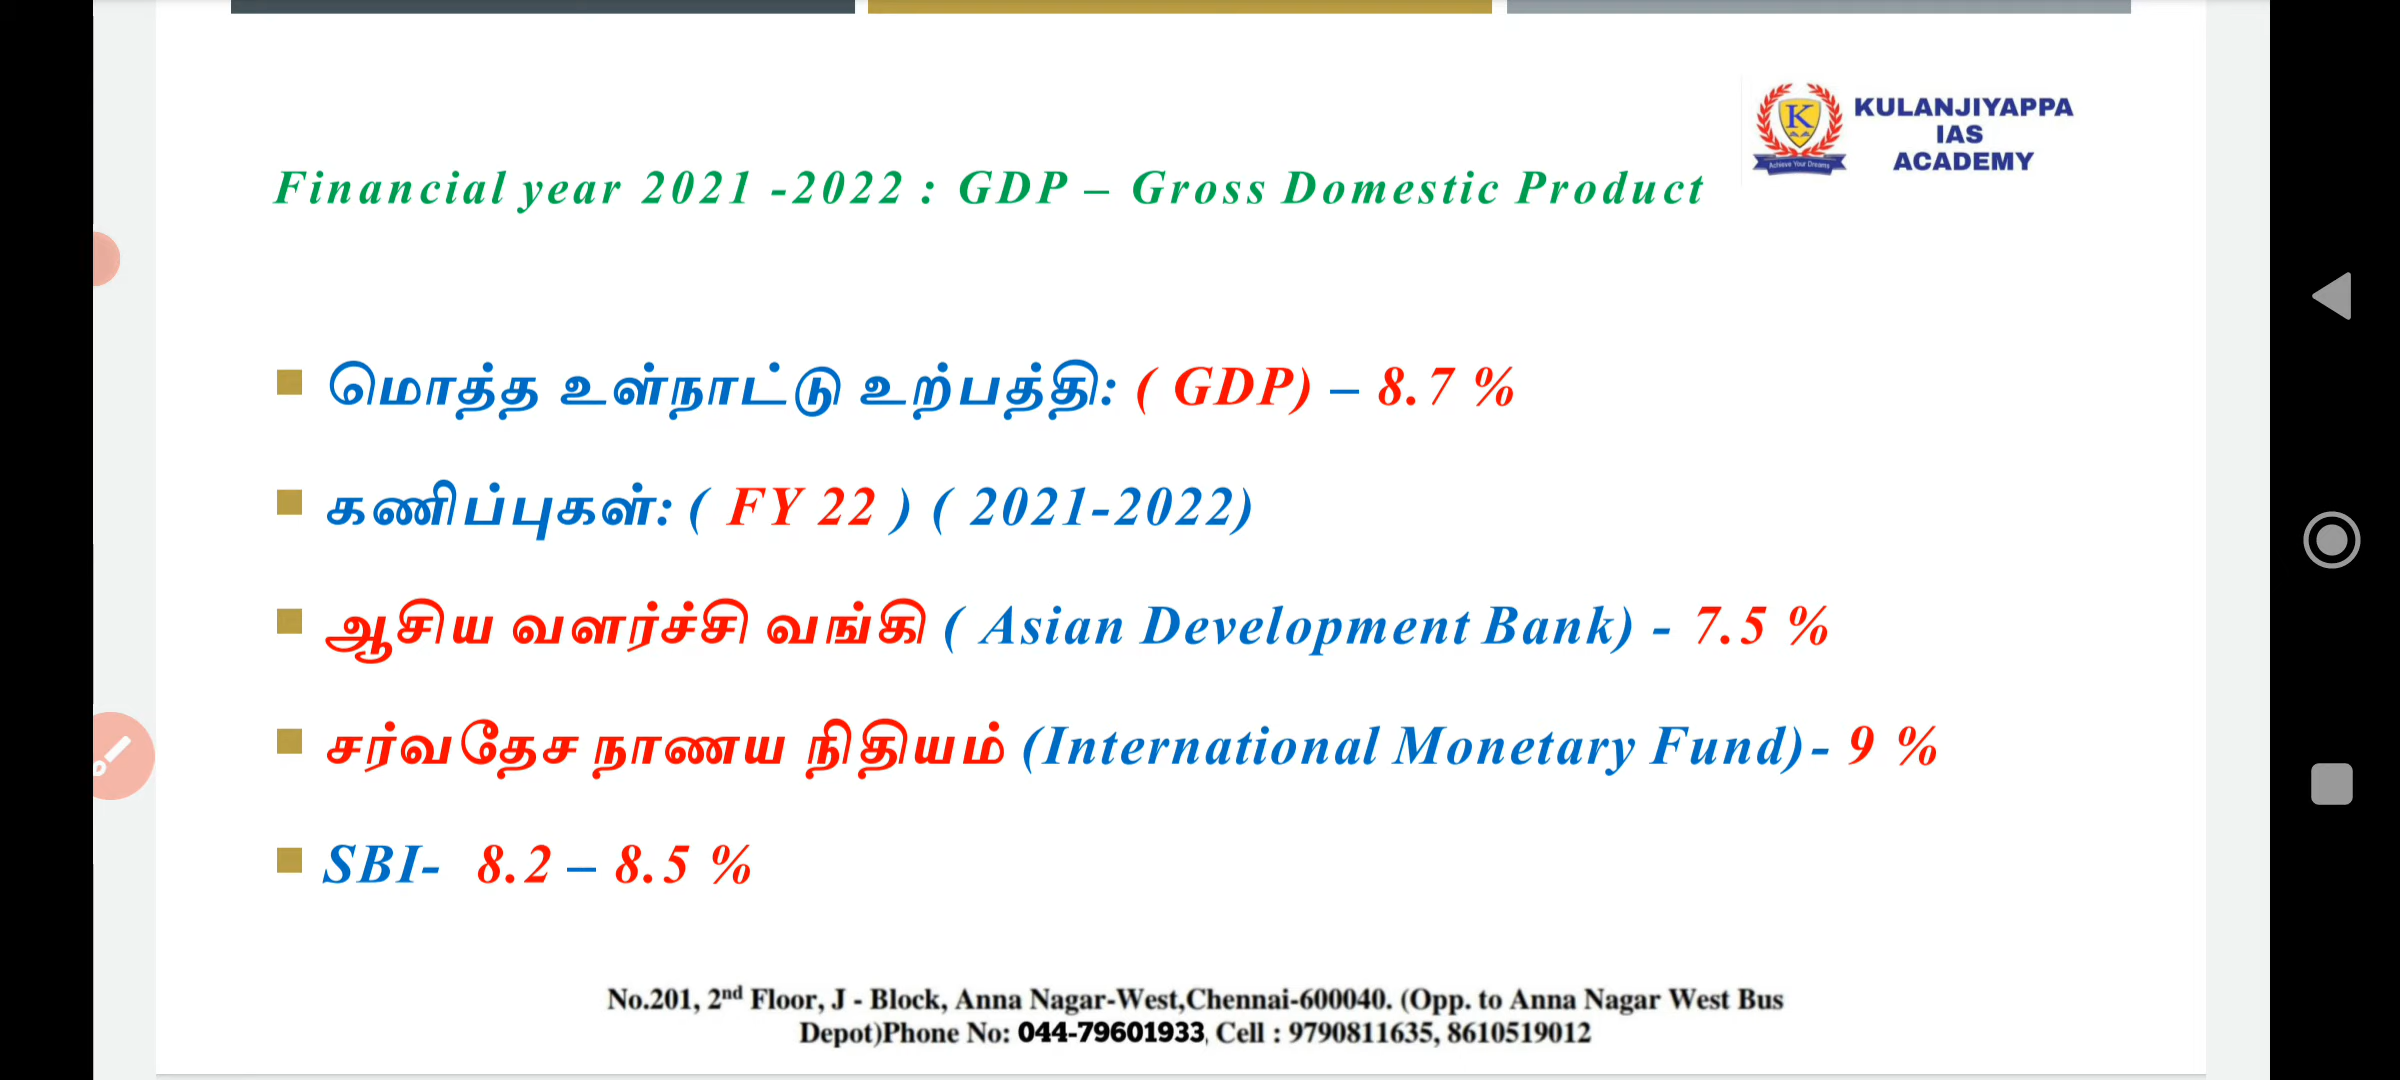 KULANJIYAPPA
IAS
ACADEMY
K
Achieve Your Dreams
Financial year 2021 -2022 : GDP – Gross Domestic Product
மொத்த உள்நாட்டு உற்பத்தி: ( GDP) – 8.7 %
கணிப்புகள்: ( FY 22 ) ( 2021-2022)
ஆசிய வளர்ச்சி வங்கி ( Asian Development Bank) - 7.5 %
சர்வதேச நாணய நிதியம் (International Monetary Fund)- 9 %
SBI- 8.2 – 8.5 %
No.201, 2nd Floor, J - Block, Anna Nagar-West,Chennai-600040. (Opp. to Anna Nagar West Bus
Depot)Phone No: 044-79601933, Cell : 9790811635, 8610519012